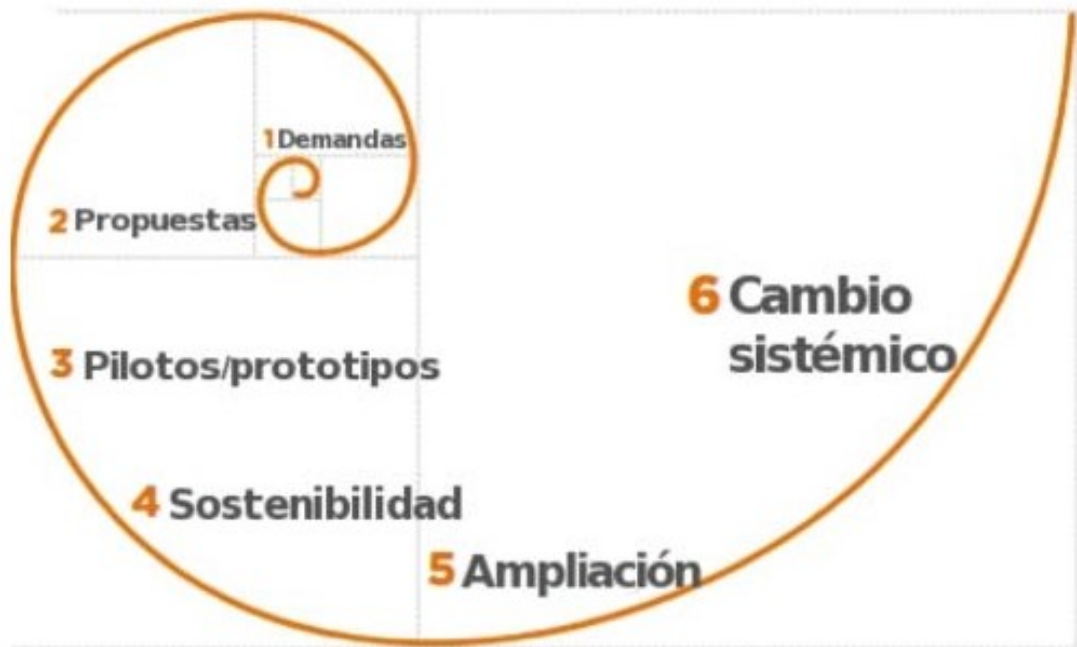 1 Demandas
2 Propuestas
3 Pilotos/prototipos
4 Sostenibilidad
5 Ampliación
6 Cambio
sistémico